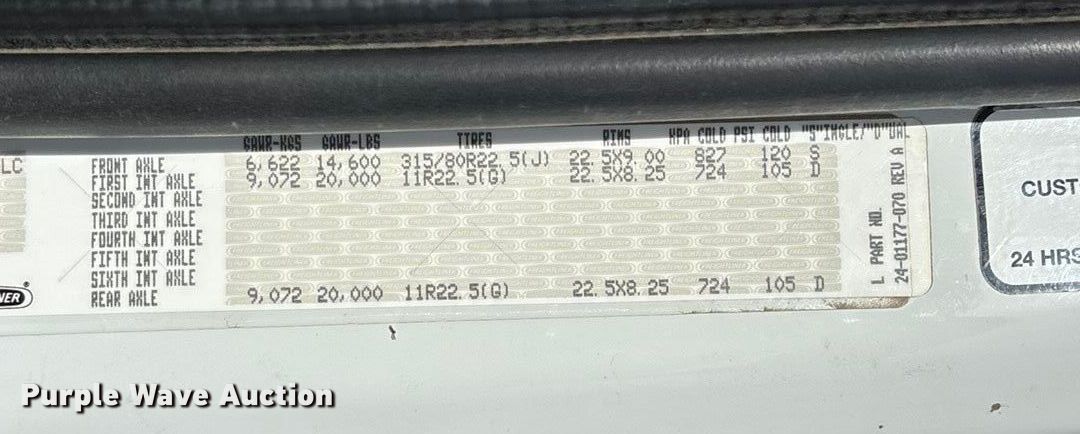 GAWR-KGS GAWR-LBS TIRES RIMS KPA COLD PSI COLD "S"INGLE/"D"UAL
LC FRONT AXLE 6,622 14,600 315/80R22.5(J) 22.5X9.00 827 120 S
FIRST INT AXLE 9,072 20,000 11R22.5(G) 22.5X8.25 724 105 D
SECOND INT AXLE
THIRD INT AXLE
FOURTH INT AXLE
FIFTH INT AXLE
SIXTH INT AXLE
REAR AXLE 9,072 20,000 11R22.5(G) 22.5X8.25 724 105 D
NER
L PART NO.
24-01177-070 REV A
CUST
24 HRS
Purple Wave Auction